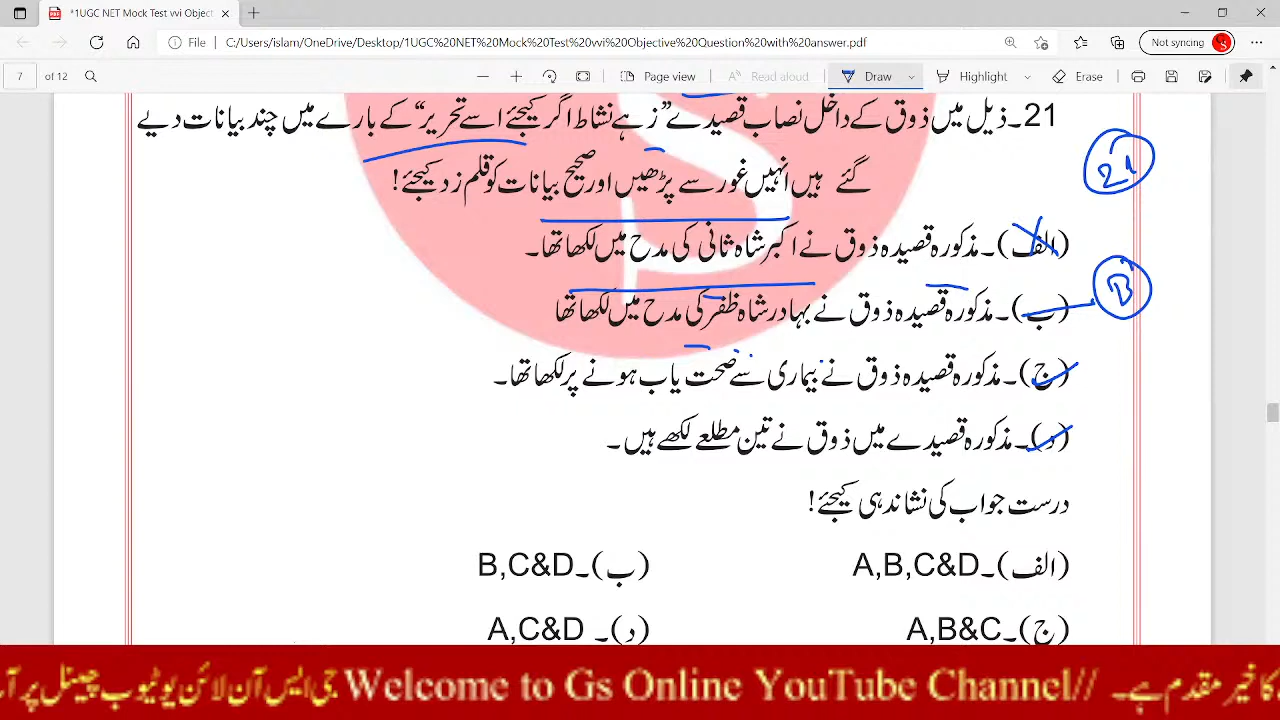 *1UGC NET Mock Test vvi Object
File C:/Users/islam/OneDrive/Desktop/1UGC%20NET%20Mock%20Test%20vvi%20Objective%20Question%20with%20answer.pdf
Not syncing
7 of 12 Page view Read aloud Draw Highlight Erase
21۔ذیل میں ذوق کے داخل نصاب قصیدے ”زہے نشاط اگر کیجئے اسے تحریر“ کے بارے میں چند بیانات دیے
گئے ہیں انہیں غور سے پڑھیں اور صحیح بیانات کو قلم زد کیجئے!
21
(الف)۔مذکورہ قصیدہ ذوق نے اکبر شاہ ثانی کی مدح میں لکھا تھا۔
(ب)۔مذکورہ قصیدہ ذوق نے بہادر شاہ ظفر کی مدح میں لکھا تھا
B
(ج)۔مذکورہ قصیدہ ذوق نے بیماری سے صحت یاب ہونے پر لکھا تھا۔
(د)۔مذکورہ قصیدے میں ذوق نے تین مطلعے لکھے ہیں۔
درست جواب کی نشاندہی کیجئے!
(الف)۔A,B,C&D (ب)۔B,C&D
(ج)۔A,B&C (د)۔ A,C&D
کا خیر مقدم ہے۔ //Welcome to Gs Online YouTube Channel جی ایس آن لائن یوٹیوب چینل پر آ